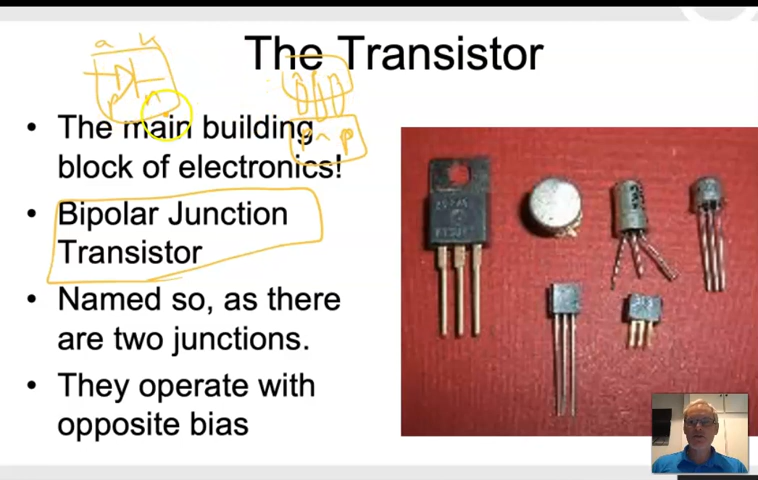 a k
The Transistor
p n
• The main building
p n p
block of electronics!
• Bipolar Junction
Transistor
• Named so, as there
are two junctions.
• They operate with
opposite bias